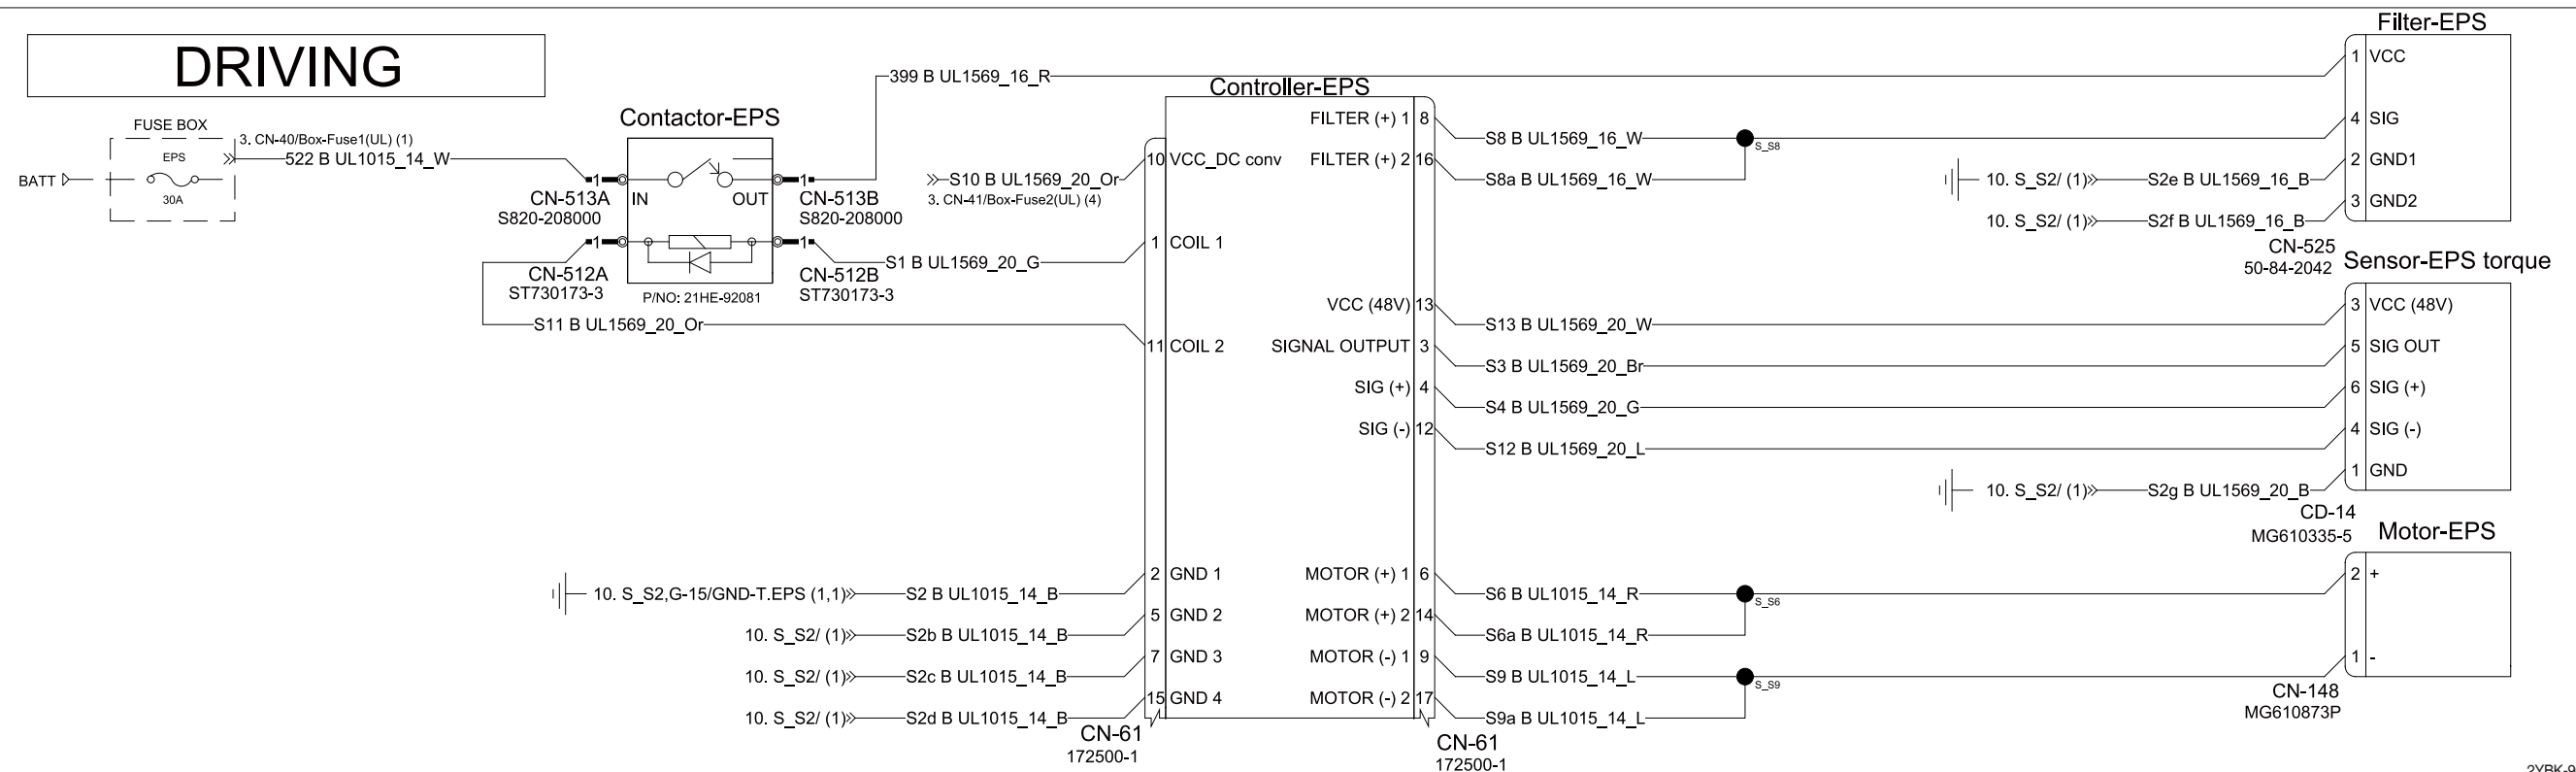 DRIVING
FUSE BOX
EPS
30A
BATT
3. CN-40/Box-Fuse1(UL) (1)
522 B UL1015_14_W
Contactor-EPS
1
CN-513A
S820-208000
IN
OUT
1
CN-513B
S820-208000
1
CN-512A
ST730173-3
1
CN-512B
ST730173-3
P/NO: 21HE-92081
S11 B UL1569_20_Or
399 B UL1569_16_R
S10 B UL1569_20_Or
3. CN-41/Box-Fuse2(UL) (4)
S1 B UL1569_20_G
10. S_S2,G-15/GND-T.EPS (1,1)
S2 B UL1015_14_B
10. S_S2/ (1)
S2b B UL1015_14_B
10. S_S2/ (1)
S2c B UL1015_14_B
10. S_S2/ (1)
S2d B UL1015_14_B
Controller-EPS
10 VCC_DC conv
1 COIL 1
11 COIL 2
2 GND 1
5 GND 2
7 GND 3
15 GND 4
CN-61
172500-1
FILTER (+) 1 8
FILTER (+) 2 16
VCC (48V) 13
SIGNAL OUTPUT 3
SIG (+) 4
SIG (-) 12
MOTOR (+) 1 6
MOTOR (+) 2 14
MOTOR (-) 1 9
MOTOR (-) 2 17
CN-61
172500-1
S8 B UL1569_16_W
S_S8
S8a B UL1569_16_W
S13 B UL1569_20_W
S3 B UL1569_20_Br
S4 B UL1569_20_G
S12 B UL1569_20_L
S6 B UL1015_14_R
S_S6
S6a B UL1015_14_R
S9 B UL1015_14_L
S_S9
S9a B UL1015_14_L
Filter-EPS
1 VCC
4 SIG
2 GND1
3 GND2
10. S_S2/ (1)
S2e B UL1569_16_B
10. S_S2/ (1)
S2f B UL1569_16_B
CN-525
50-84-2042
Sensor-EPS torque
3 VCC (48V)
5 SIG OUT
6 SIG (+)
4 SIG (-)
1 GND
10. S_S2/ (1)
S2g B UL1569_20_B
CD-14
MG610335-5
Motor-EPS
2 +
1 -
CN-148
MG610873P